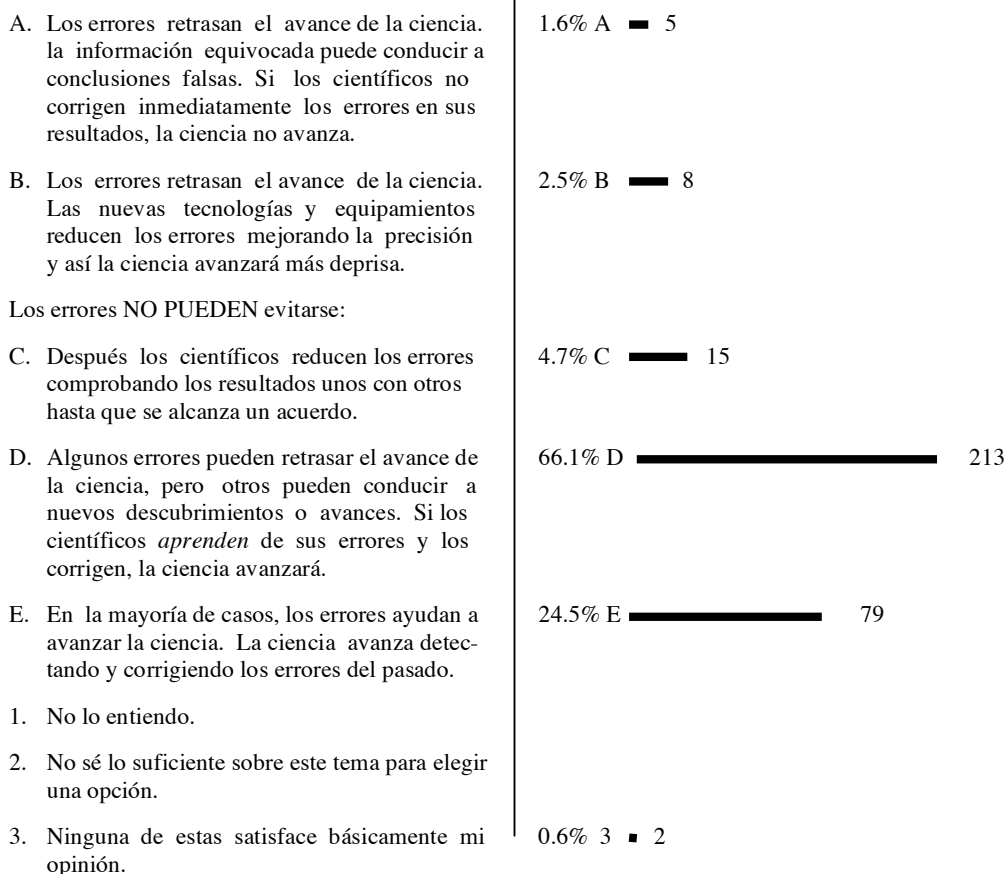 A. Los errores retrasan el avance de la ciencia.
la información equivocada puede conducir a
conclusiones falsas. Si los científicos no
corrigen inmediatamente los errores en sus
resultados, la ciencia no avanza.
1.6% A 5
B. Los errores retrasan el avance de la ciencia.
Las nuevas tecnologías y equipamientos
reducen los errores mejorando la precisión
y así la ciencia avanzará más deprisa.
2.5% B 8
Los errores NO PUEDEN evitarse:
C. Después los científicos reducen los errores
comprobando los resultados unos con otros
hasta que se alcanza un acuerdo.
4.7% C 15
D. Algunos errores pueden retrasar el avance de
la ciencia, pero otros pueden conducir a
nuevos descubrimientos o avances. Si los
científicos aprenden de sus errores y los
corrigen, la ciencia avanzará.
66.1% D 213
E. En la mayoría de casos, los errores ayudan a
avanzar la ciencia. La ciencia avanza detec-
tando y corrigiendo los errores del pasado.
24.5% E 79
1. No lo entiendo.
2. No sé lo suficiente sobre este tema para elegir
una opción.
3. Ninguna de estas satisface básicamente mi
opinión.
0.6% 3 2